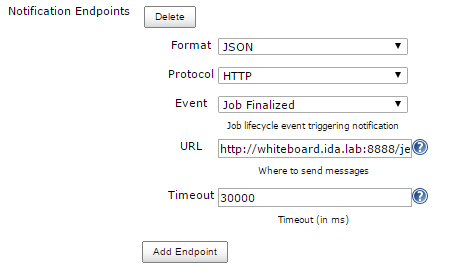 Notification Endpoints
Delete
Format JSON
Protocol HTTP
Event Job Finalized
Job lifecycle event triggering notification
URL http://whiteboard.ida.lab:8888/je
Where to send messages
Timeout 30000
Timeout (in ms)
Add Endpoint